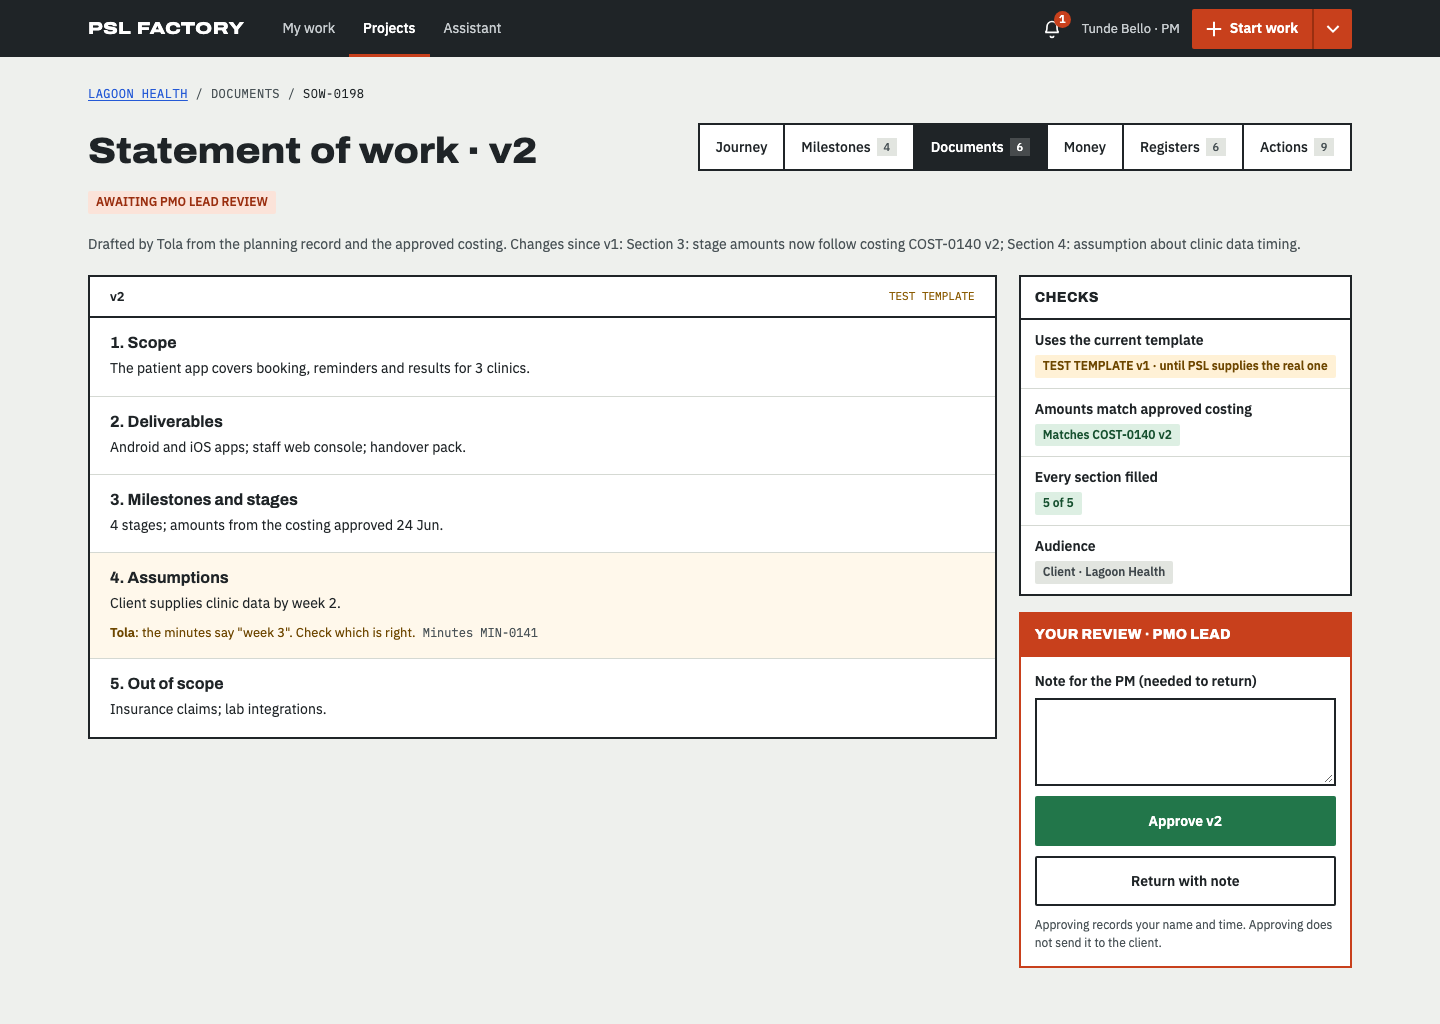 PSL FACTORY
My work
Projects
Assistant
1
Tunde Bello · PM
Start work
LAGOON HEALTH / DOCUMENTS / SOW-0198
Statement of work · v2
Journey
Milestones 4
Documents 6
Money
Registers 6
Actions 9
AWAITING PMO LEAD REVIEW
Drafted by Tola from the planning record and the approved costing. Changes since v1: Section 3: stage amounts now follow costing COST-0140 v2; Section 4: assumption about clinic data timing.
v2
TEST TEMPLATE
1. Scope
The patient app covers booking, reminders and results for 3 clinics.
2. Deliverables
Android and iOS apps; staff web console; handover pack.
3. Milestones and stages
4 stages; amounts from the costing approved 24 Jun.
4. Assumptions
Client supplies clinic data by week 2.
Tola: the minutes say "week 3". Check which is right. Minutes MIN-0141
5. Out of scope
Insurance claims; lab integrations.
CHECKS
Uses the current template
TEST TEMPLATE v1 · until PSL supplies the real one
Amounts match approved costing
Matches COST-0140 v2
Every section filled
5 of 5
Audience
Client · Lagoon Health
YOUR REVIEW · PMO LEAD
Note for the PM (needed to return)
Approve v2
Return with note
Approving records your name and time. Approving does
not send it to the client.